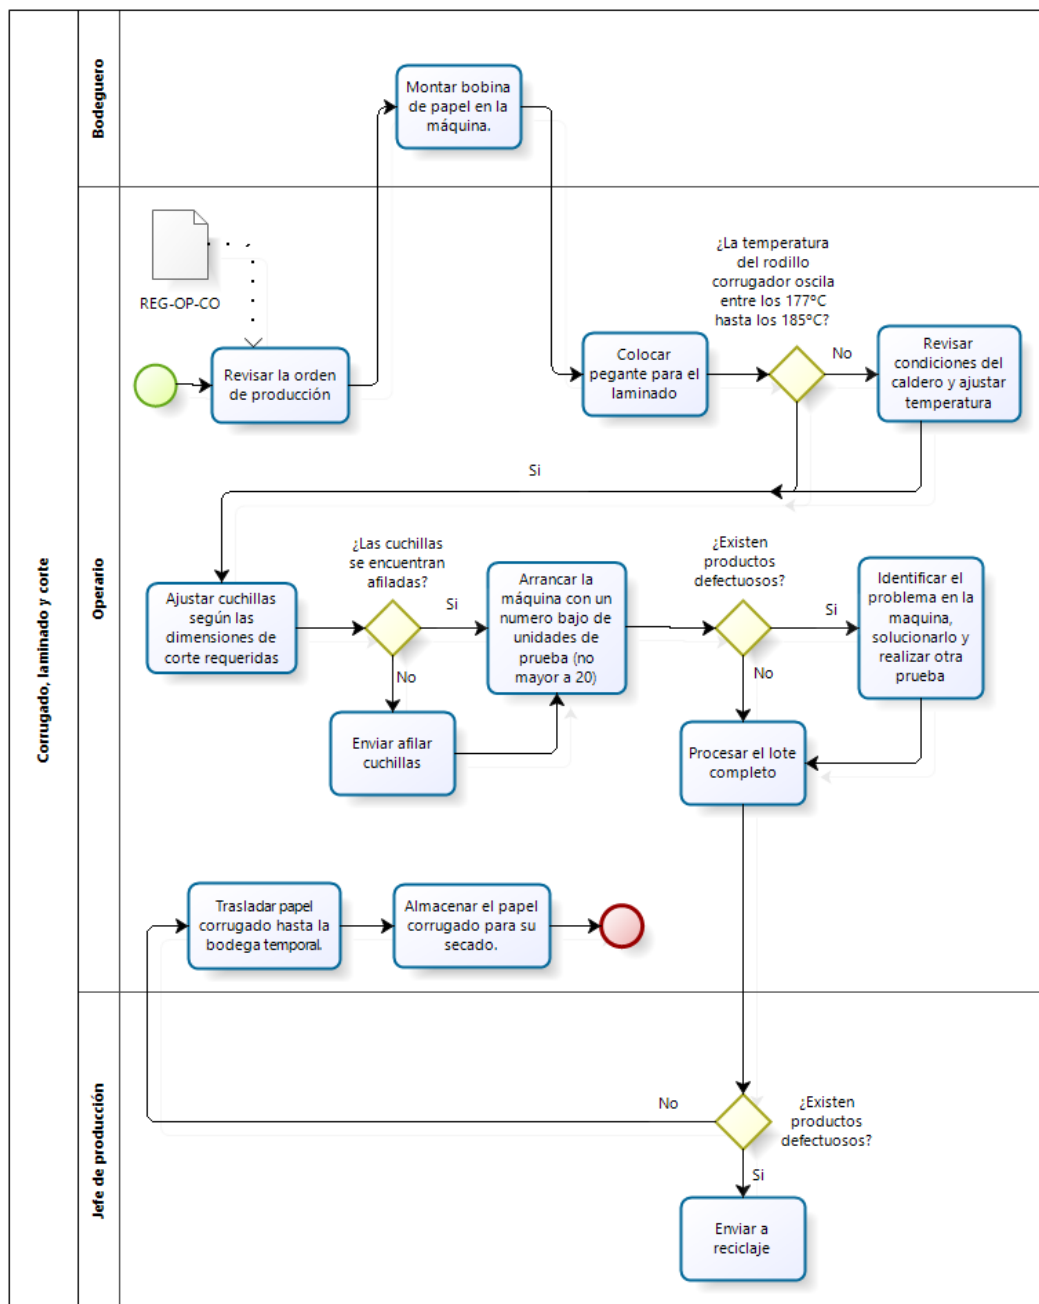 Corrugado, laminado y corte
Bodeguero
Montar bobina
de papel en la
máquina.
Operario
REG-OP-CO
Revisar la orden
de producción
Colocar
pegante para el
laminado
¿La temperatura
del rodillo
corrugador oscila
entre los 177ºC
hasta los 185ºC?
No
Revisar
condiciones del
caldero y ajustar
temperatura
Si
Ajustar cuchillas
según las
dimensiones de
corte requeridas
¿Las cuchillas
se encuentran
afiladas?
Si
No
Enviar afilar
cuchillas
Arrancar la
máquina con un
numero bajo de
unidades de
prueba (no
mayor a 20)
¿Existen
productos
defectuosos?
Si
No
Identificar el
problema en la
maquina,
solucionarlo y
realizar otra
prueba
Procesar el lote
completo
Trasladar papel
corrugado hasta la
bodega temporal.
Almacenar el papel
corrugado para su
secado.
Jefe de producción
No
¿Existen
productos
defectuosos?
Si
Enviar a
reciclaje